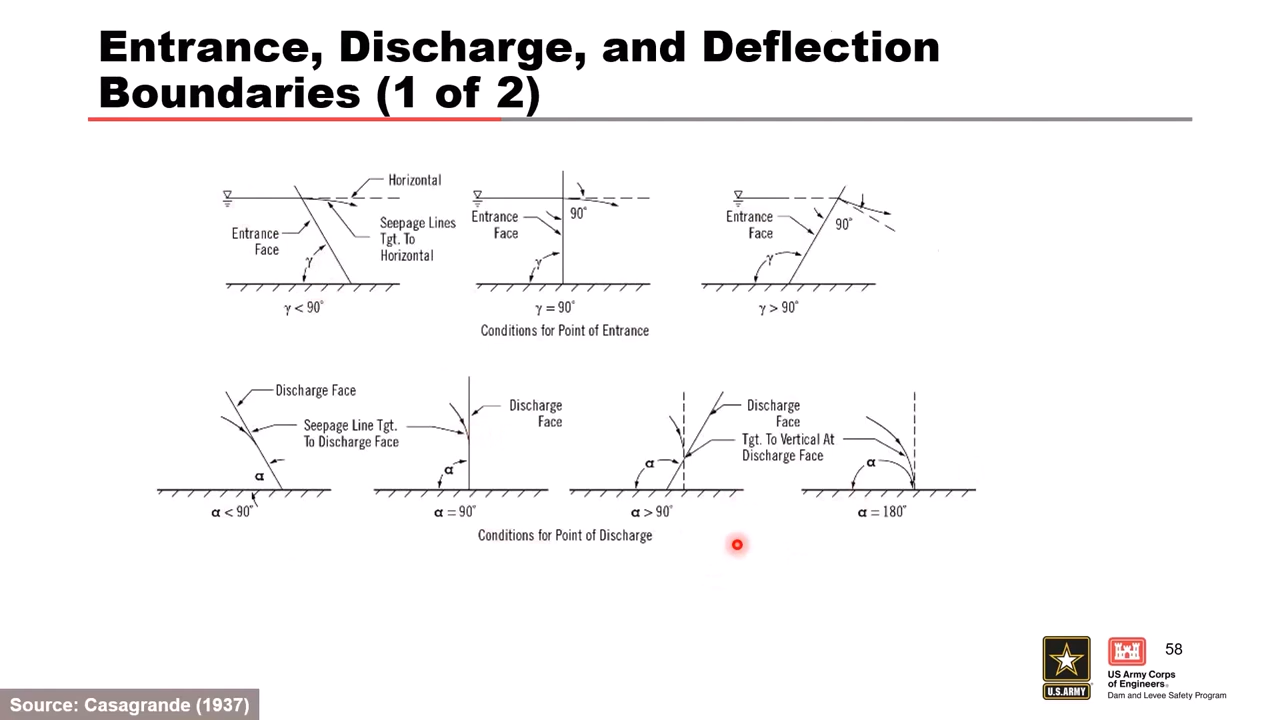 Entrance, Discharge, and Deflection
Boundaries (1 of 2)
Horizontal
Seepage Lines
Tgt. To
Horizontal
Entrance
Face
γ
γ < 90°
90°
Entrance
Face
γ
γ = 90°
90°
Entrance
Face
γ
γ > 90°
Conditions for Point of Entrance
Discharge Face
Seepage Line Tgt.
To Discharge Face
α
α < 90°
Discharge
Face
α
α = 90°
Discharge
Face
Tgt. To Vertical At
Discharge Face
α
α > 90°
α
α = 180°
Conditions for Point of Discharge
U.S.ARMY
US Army Corps
of Engineers®
Dam and Levee Safety Program
58
Source: Casagrande (1937)